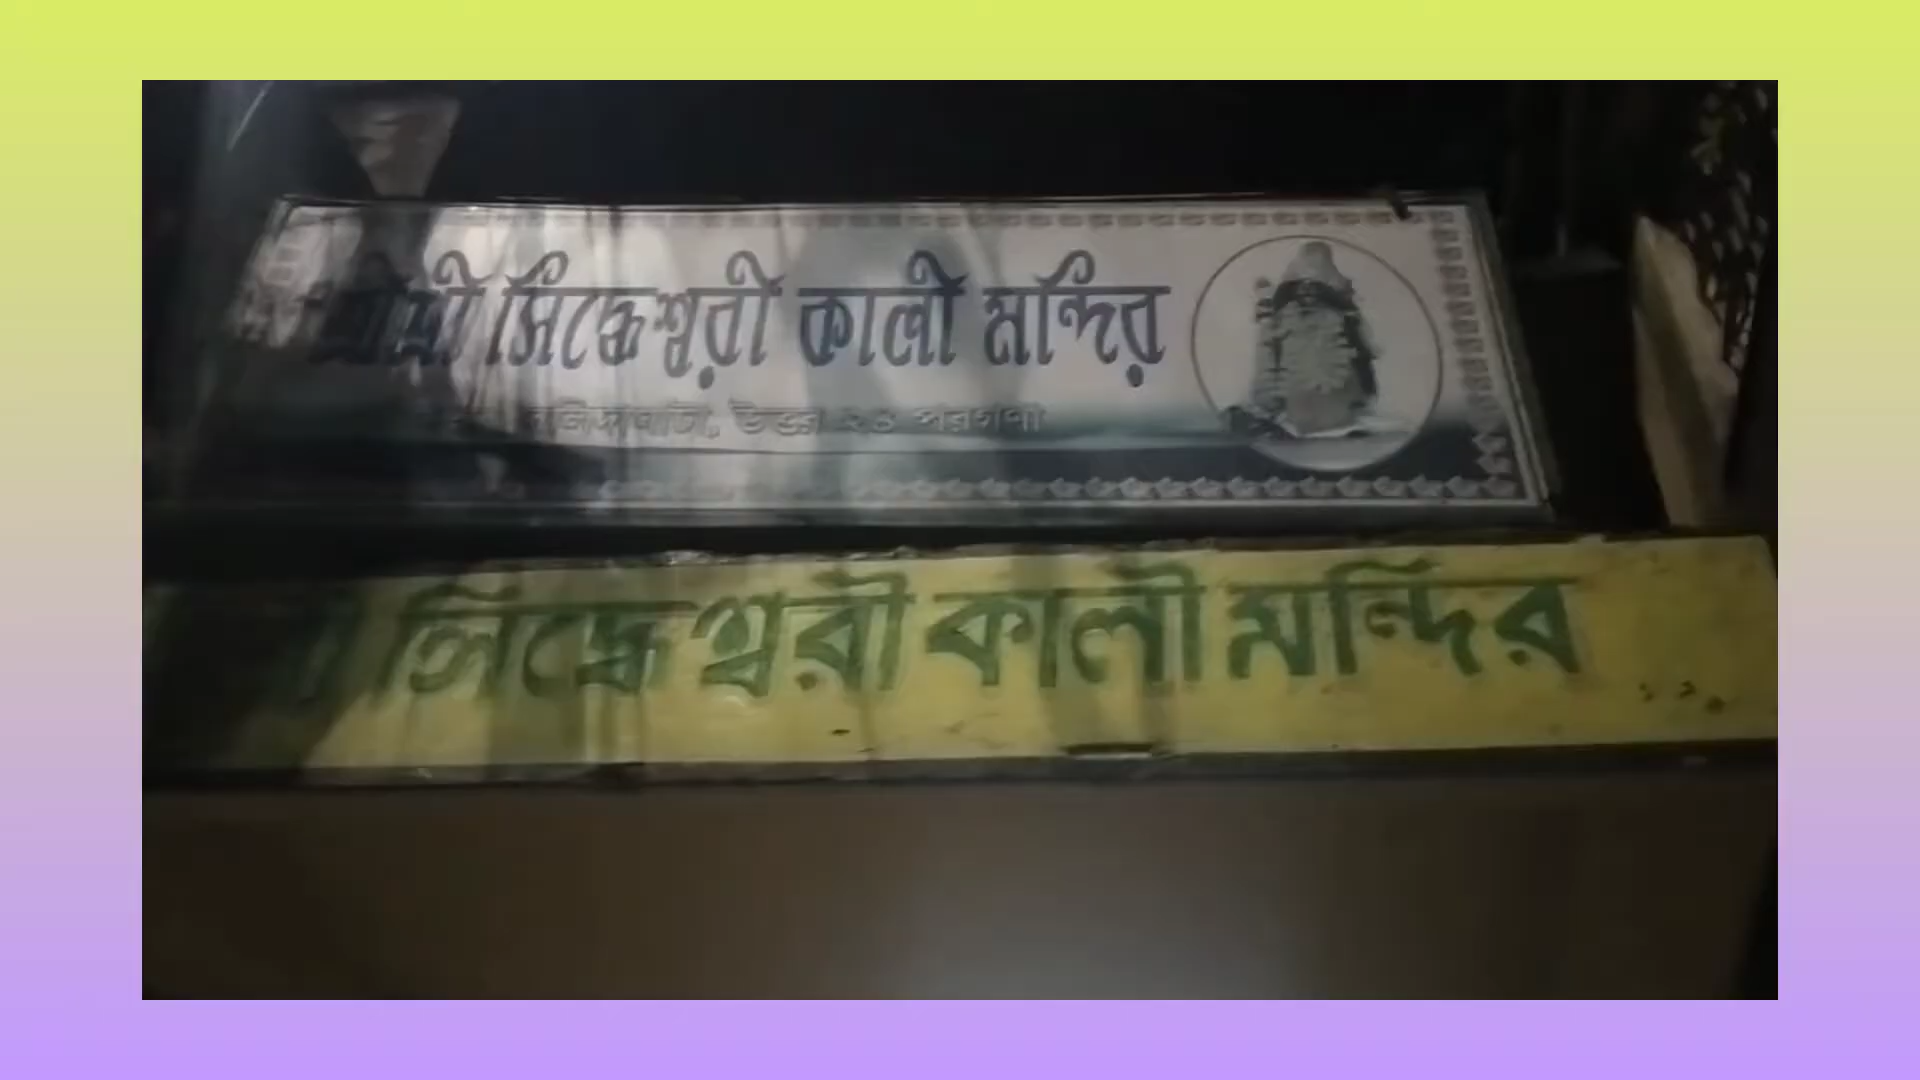 শ্রীশ্রী সিদ্ধেশ্বরী কালী মন্দির
উত্তর ২৪ পরগণা
সিদ্ধেশ্বরী কালী মন্দির